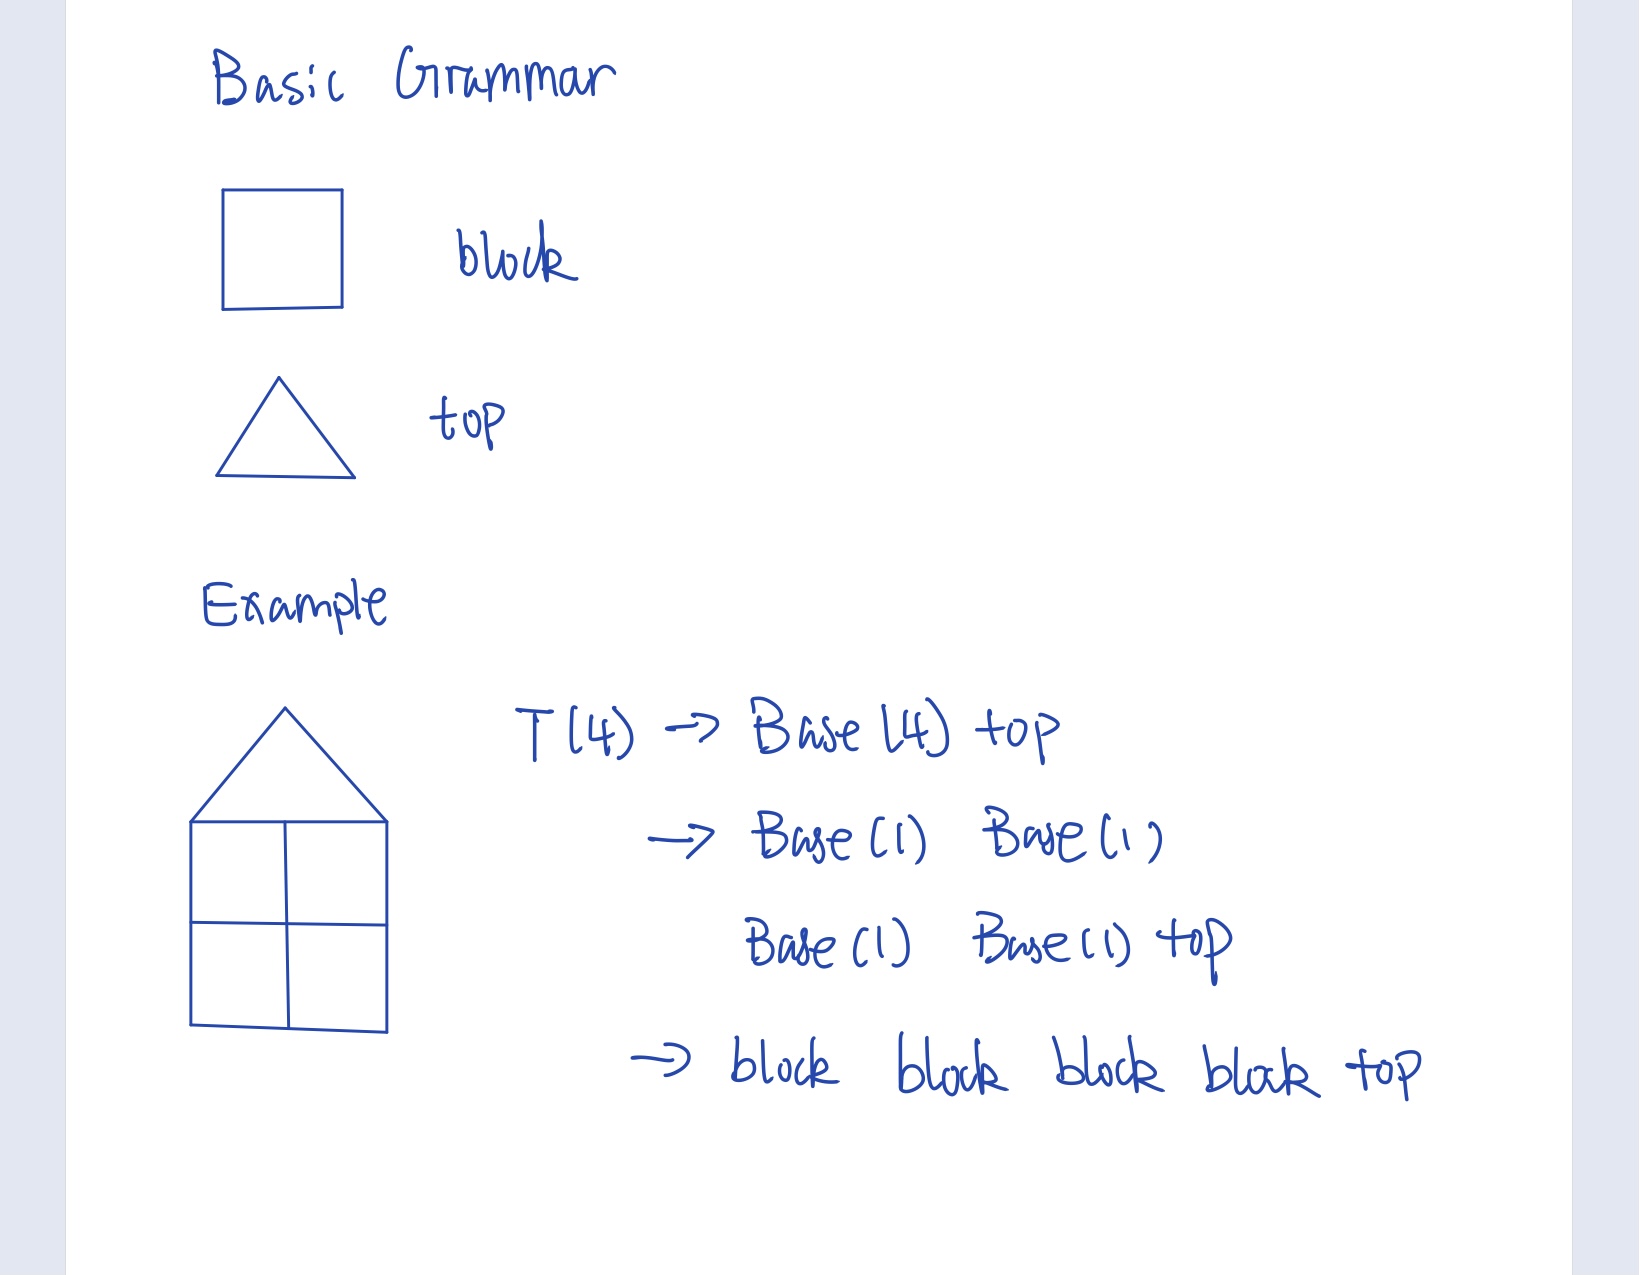 Basic Grammar
block
top
Example
T(4) → Base(4) top
→ Base(1) Base(1)
Base(1) Base(1) top
→ block block block block top